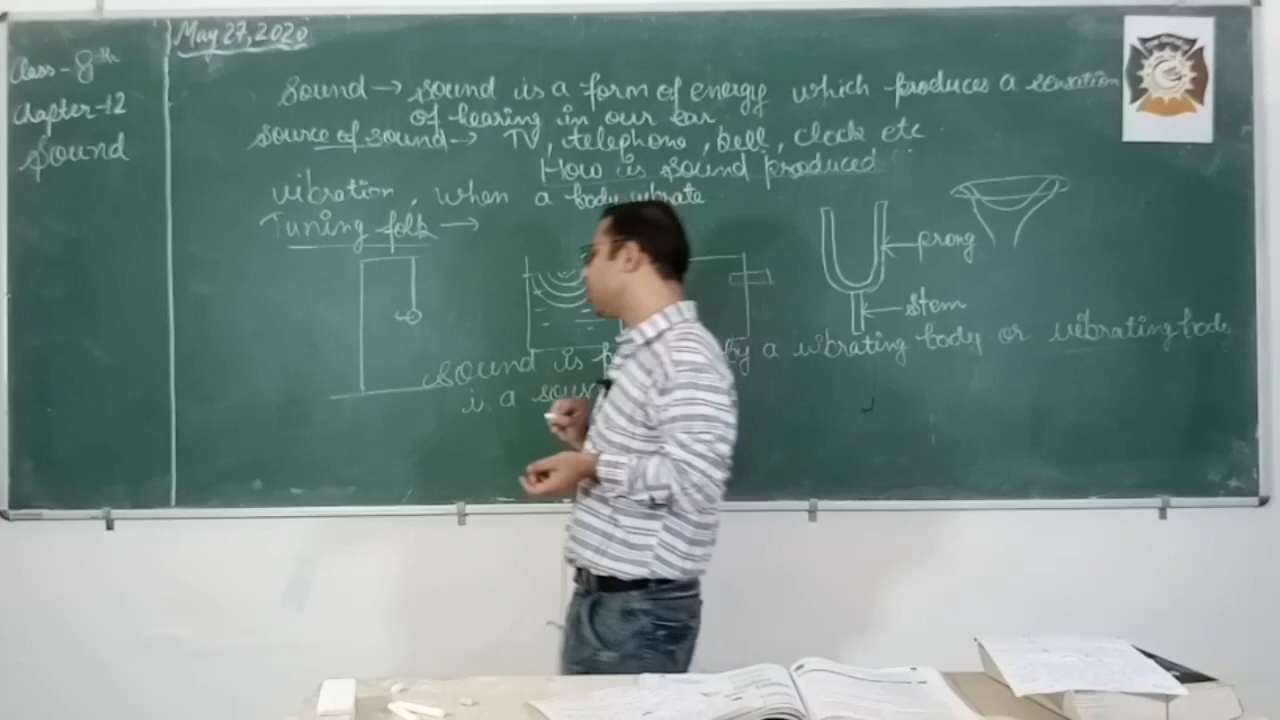 May 27, 2020
Class - 8th
Chapter-12
Sound
Sound → sound is a form of energy which produces a sensation
of hearing in our ear
source of sound → TV, telephone, bell, clock etc
How is sound produced
vibration, when a body vibrate
Tuning folk →
prong
stem
sound is by a vibrating body or vibrating body
is a